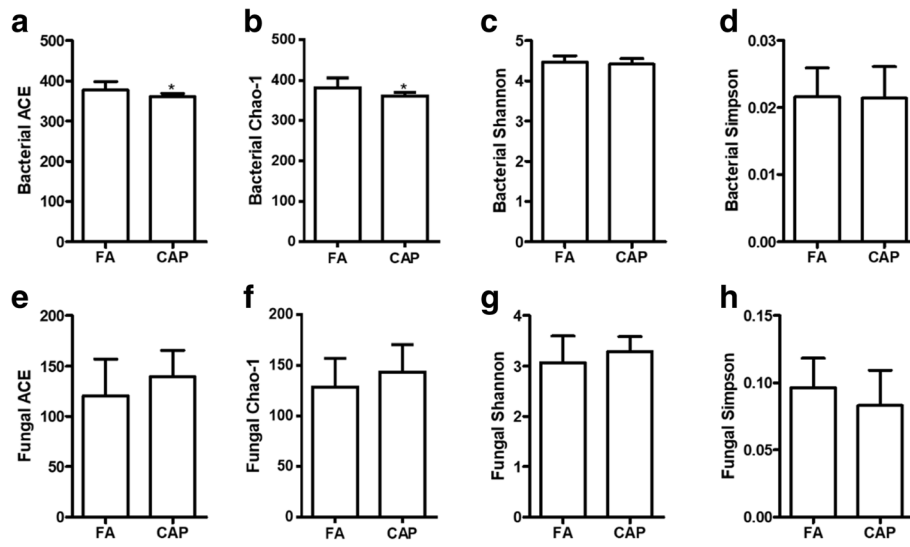 a
500
400
300
200
100
0
Bacterial ACE
*
FA CAP
b
500
400
300
200
100
0
Bacterial Chao-1
*
FA CAP
c
5
4
3
2
1
0
Bacterial Shannon
FA CAP
d
0.03
0.02
0.01
0.00
Bacterial Simpson
FA CAP
e
200
150
100
50
0
Fungal ACE
FA CAP
f
200
150
100
50
0
Fungal Chao-1
FA CAP
g
4
3
2
1
0
Fungal Shannon
FA CAP
h
0.15
0.10
0.05
0.00
Fungal Simpson
FA CAP